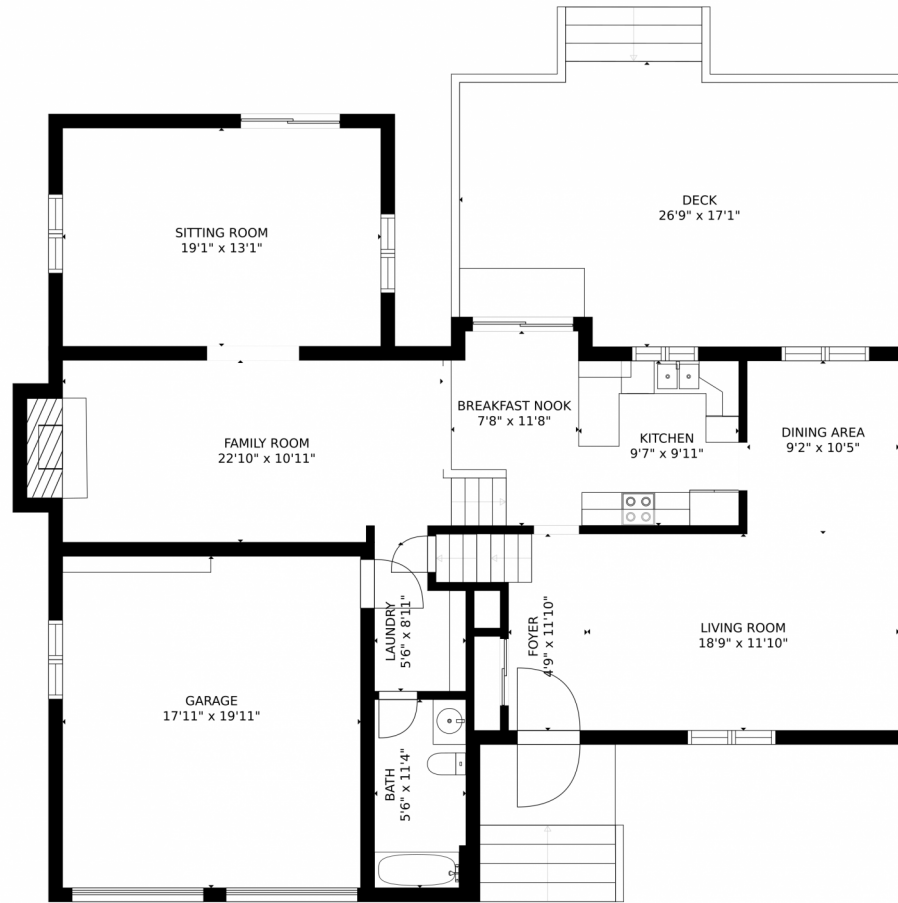 DECK
26'9" x 17'1"
SITTING ROOM
19'1" x 13'1"
BREAKFAST NOOK
7'8" x 11'8"
KITCHEN
9'7" x 9'11"
DINING AREA
9'2" x 10'5"
FAMILY ROOM
22'10" x 10'11"
LAUNDRY
5'6" x 8'11"
FOYER
4'9" x 11'10"
LIVING ROOM
18'9" x 11'10"
GARAGE
17'11" x 19'11"
BATH
5'6" x 11'4"